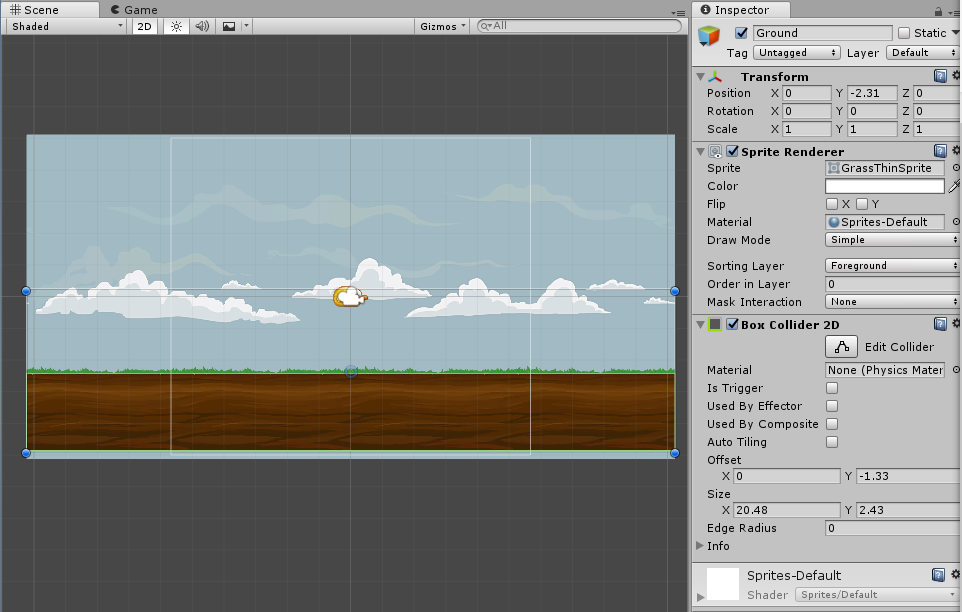 Scene Game
Shaded 2D Gizmos All
Inspector
Ground Static
Tag Untagged Layer Default
Transform
Position X 0 Y -2.31 Z 0
Rotation X 0 Y 0 Z 0
Scale X 1 Y 1 Z 1
Sprite Renderer
Sprite GrassThinSprite
Color
Flip X Y
Material Sprites-Default
Draw Mode Simple
Sorting Layer Foreground
Order in Layer 0
Mask Interaction None
Box Collider 2D
Edit Collider
Material None (Physics Mater
Is Trigger
Used By Effector
Used By Composite
Auto Tiling
Offset
X 0 Y -1.33
Size
X 20.48 Y 2.43
Edge Radius 0
Info
Sprites-Default
Shader Sprites/Default